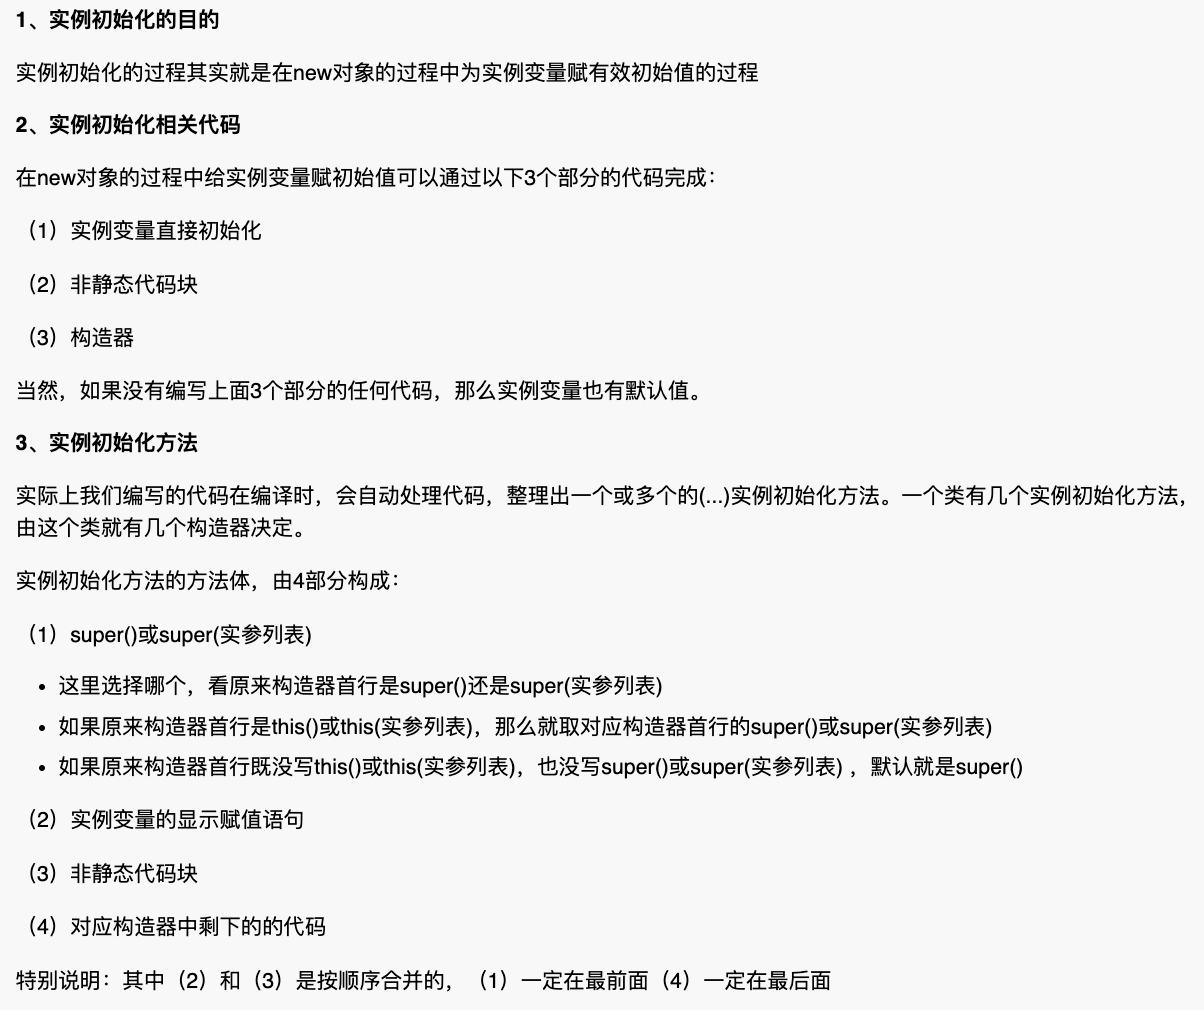 1、实例初始化的目的
实例初始化的过程其实就是在new对象的过程中为实例变量赋有效初始值的过程
2、实例初始化相关代码
在new对象的过程中给实例变量赋初始值可以通过以下3个部分的代码完成：
（1）实例变量直接初始化
（2）非静态代码块
（3）构造器
当然，如果没有编写上面3个部分的任何代码，那么实例变量也有默认值。
3、实例初始化方法
实际上我们编写的代码在编译时，会自动处理代码，整理出一个或多个的(...)实例初始化方法。一个类有几个实例初始化方法，
由这个类就有几个构造器决定。
实例初始化方法的方法体，由4部分构成：
（1）super()或super(实参列表)
• 这里选择哪个，看原来构造器首行是super()还是super(实参列表)
• 如果原来构造器首行是this()或this(实参列表)，那么就取对应构造器首行的super()或super(实参列表)
• 如果原来构造器首行既没写this()或this(实参列表)，也没写super()或super(实参列表) ，默认就是super()
（2）实例变量的显示赋值语句
（3）非静态代码块
（4）对应构造器中剩下的的代码
特别说明：其中（2）和（3）是按顺序合并的，（1）一定在最前面（4）一定在最后面